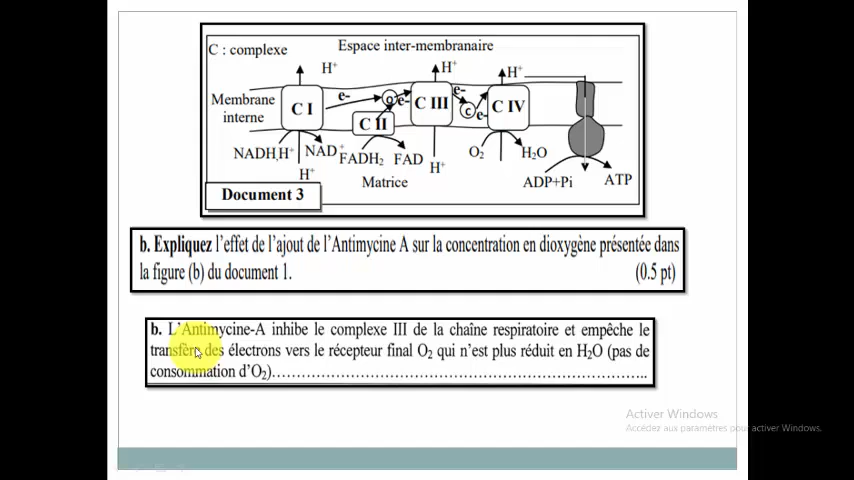 C : complexe
Espace inter-membranaire
H⁺ H⁺ H⁺
Membrane
interne
C I e- Q e- C III e- C e- C IV
C II
NADH,H⁺ NAD⁺ FADH₂ FAD H⁺ O₂ H₂O
H⁺
Matrice
ADP+Pi ATP
Document 3
b. Expliquez l'effet de l'ajout de l'Antimycine A sur la concentration en dioxygène présentée dans
la figure (b) du document 1. (0.5 pt)
b. L'Antimycine-A inhibe le complexe III de la chaîne respiratoire et empêche le
transfère des électrons vers le récepteur final O₂ qui n'est plus réduit en H₂O (pas de
consommation d'O₂)……………………………………………………………..
Activer Windows
Accédez aux paramètres pour activer Windows.